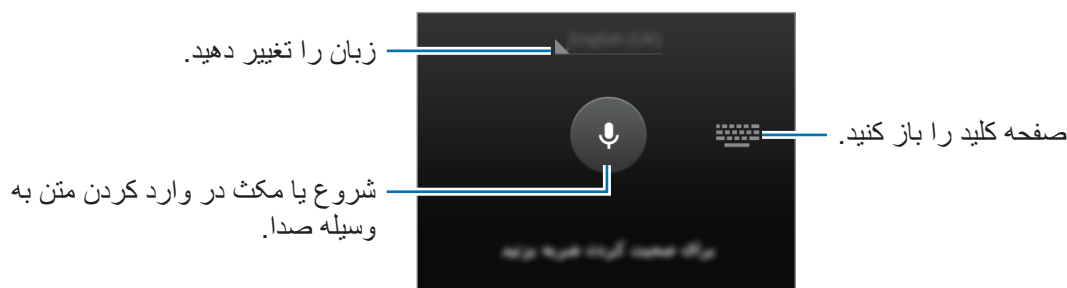 زبان را تغییر دهید.
صفحه کلید را باز کنید.
شروع یا مکث در وارد کردن متن به
وسیله صدا.